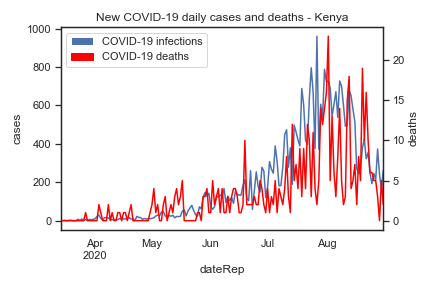 New COVID-19 daily cases and deaths - Kenya
COVID-19 infections
COVID-19 deaths
1000
800
600
400
200
0
cases
20
15
10
5
0
deaths
Apr
2020
May
Jun
Jul
Aug
dateRep